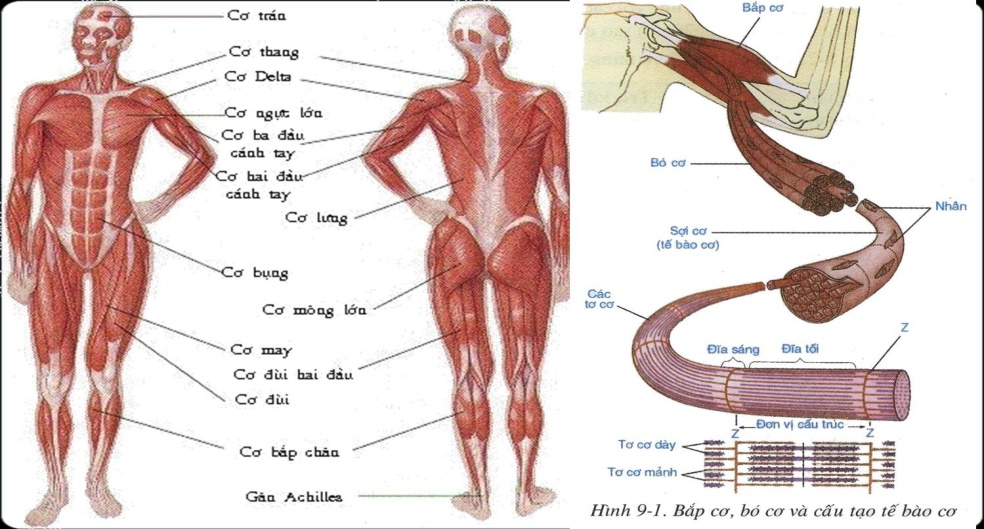 Cơ trán
Cơ thang
Cơ Delta
Cơ ngực lớn
Cơ ba đầu
cánh tay
Cơ hai đầu
cánh tay
Cơ lưng
Cơ bụng
Cơ mông lớn
Cơ may
Cơ đùi hai đầu
Cơ đùi
Cơ bắp chân
Gân Achilles
Bắp cơ
Bó cơ
Nhân
Sợi cơ
(tế bào cơ)
Các
tơ cơ
Z
Đĩa sáng
Đĩa tối
Z
Đơn vị cấu trúc
Z
Tơ cơ dày
Tơ cơ mảnh
Hình 9-1. Bắp cơ, bó cơ và cấu tạo tế bào cơ